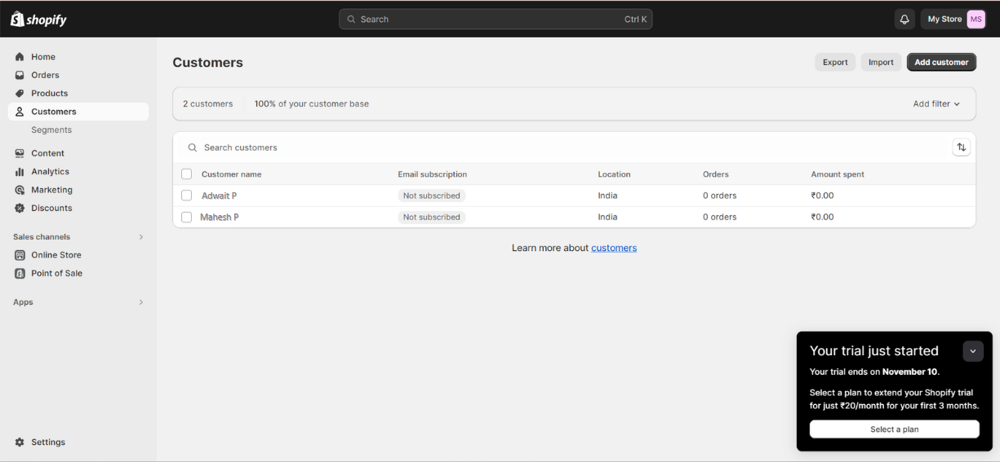 shopify
Search Ctrl K
My Store MS
Home
Orders
Products
Customers
Segments
Content
Analytics
Marketing
Discounts
Sales channels
Online Store
Point of Sale
Apps
Settings
Customers
Export Import Add customer
2 customers 100% of your customer base Add filter
Search customers
Customer name Email subscription Location Orders Amount spent
Adwait P Not subscribed India 0 orders ₹0.00
Mahesh P Not subscribed India 0 orders ₹0.00
Learn more about customers
Your trial just started
Your trial ends on November 10.
Select a plan to extend your Shopify trial
for just ₹20/month for your first 3 months.
Select a plan